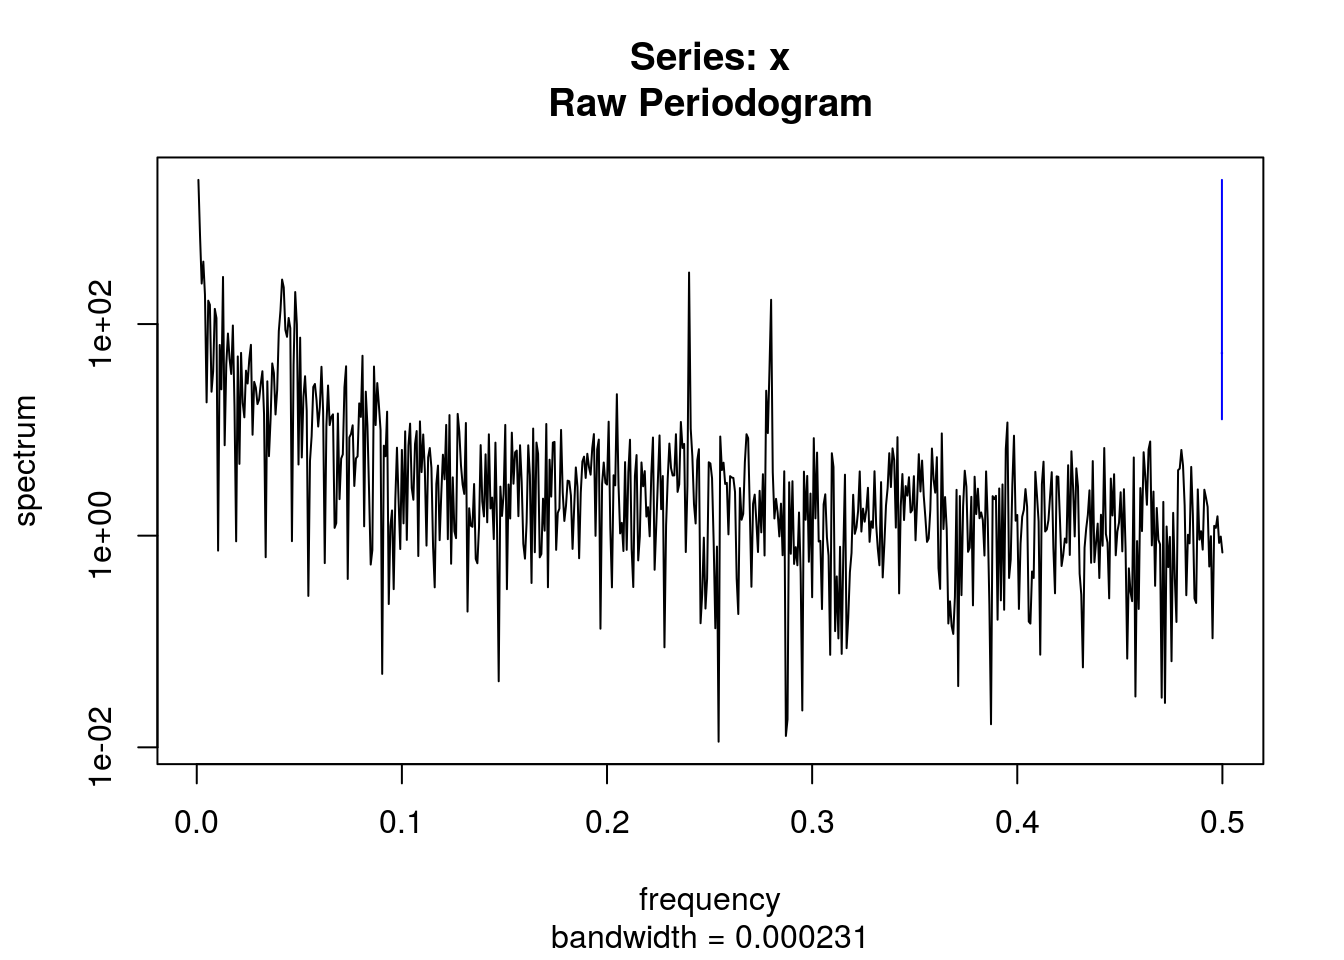 Series: x
Raw Periodogram
spectrum
1e+02
1e+00
1e-02
0.0 0.1 0.2 0.3 0.4 0.5
frequency
bandwidth = 0.000231